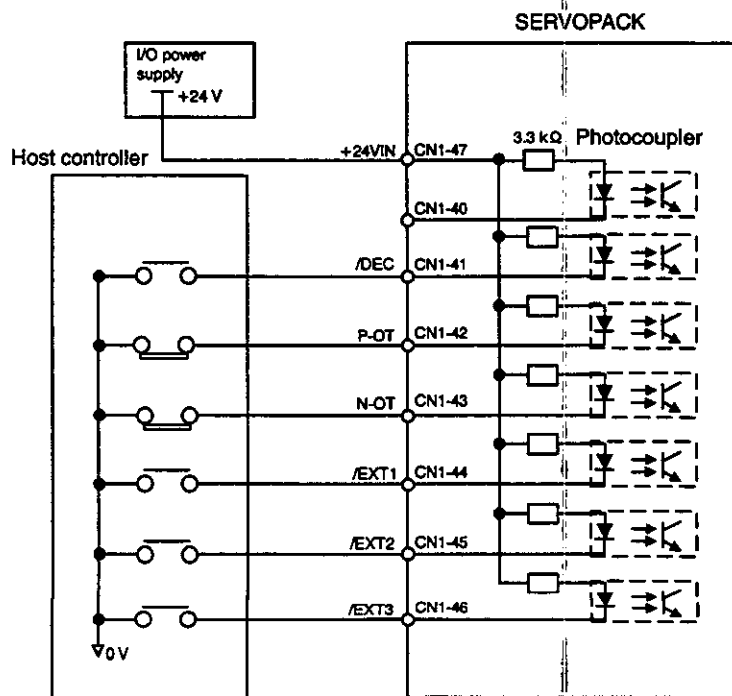 SERVOPACK
I/O power
supply
+24 V
Host controller
+24VIN
CN1-47
3.3 kΩ
Photocoupler
CN1-40
/DEC
CN1-41
P-OT
CN1-42
N-OT
CN1-43
/EXT1
CN1-44
/EXT2
CN1-45
/EXT3
CN1-46
0 V